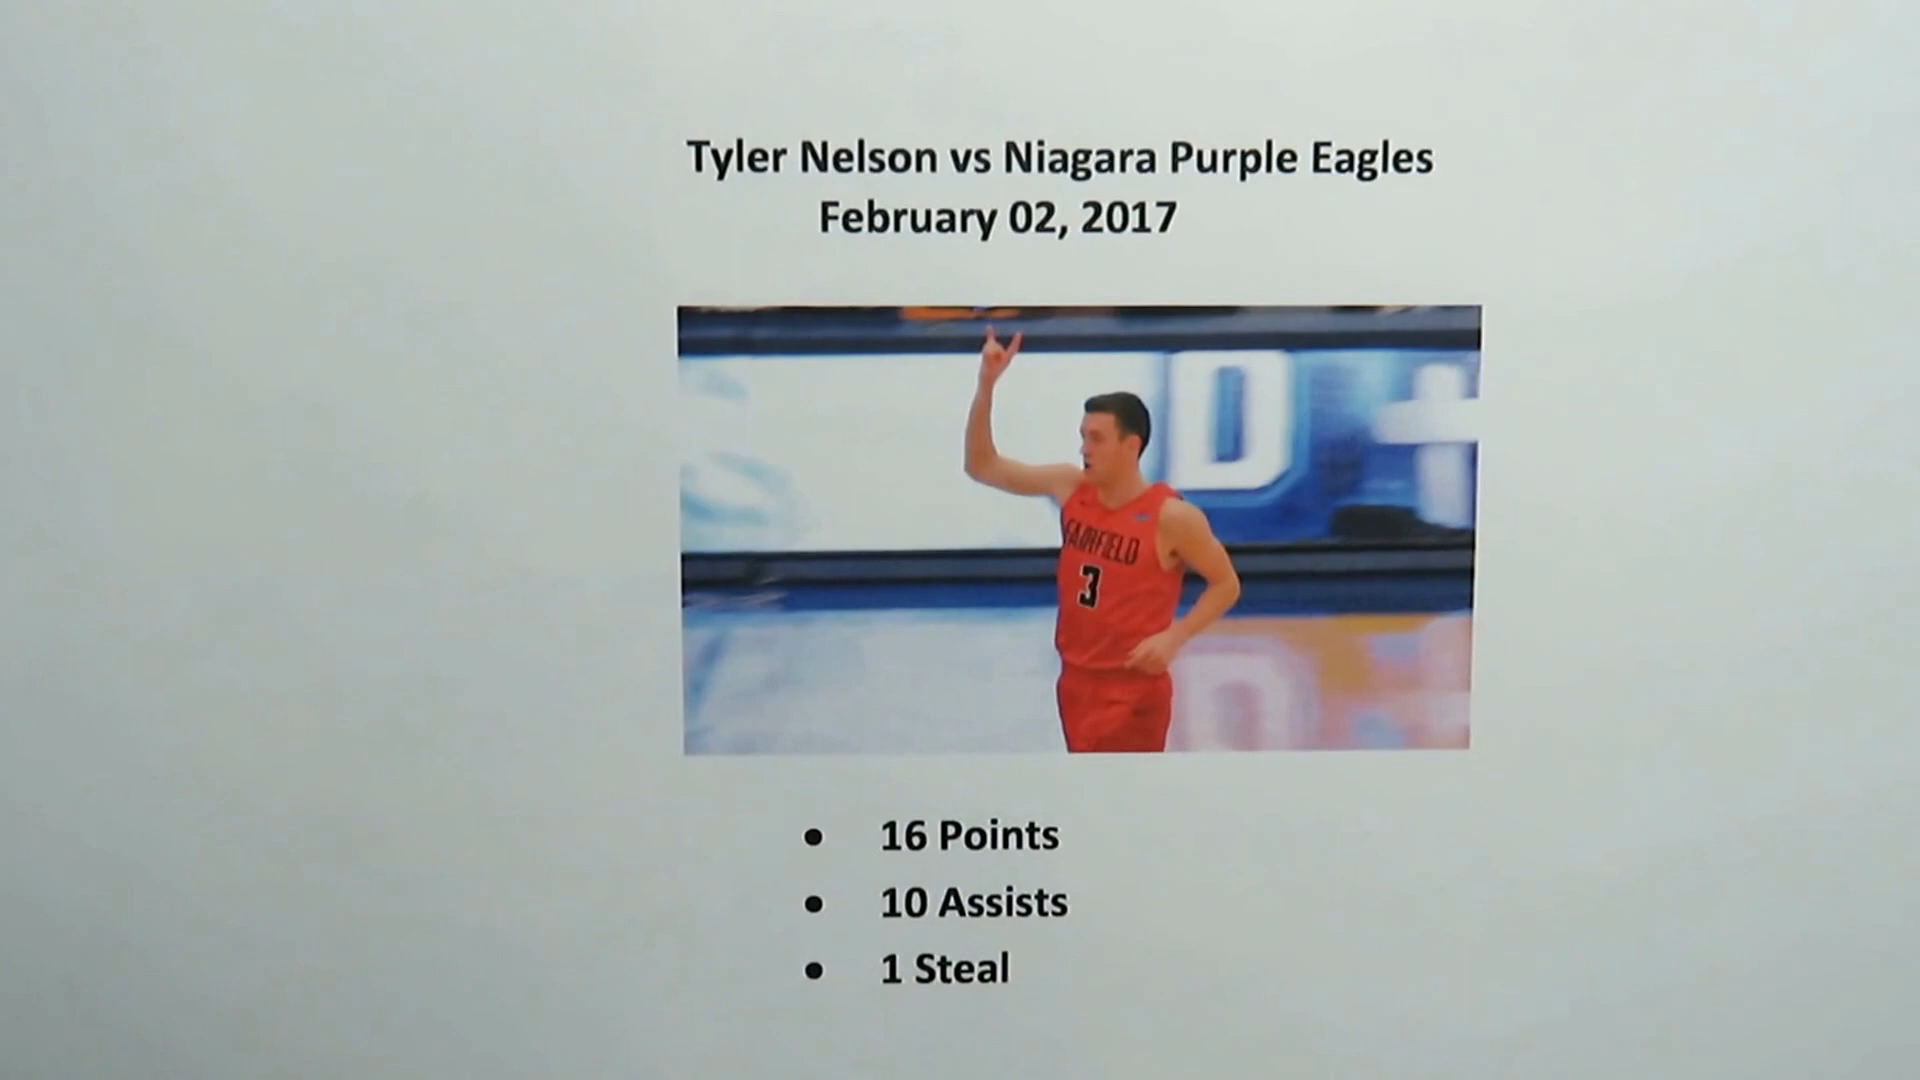 Tyler Nelson vs Niagara Purple Eagles
February 02, 2017
D
FAIRFIELD
3
• 16 Points
• 10 Assists
• 1 Steal